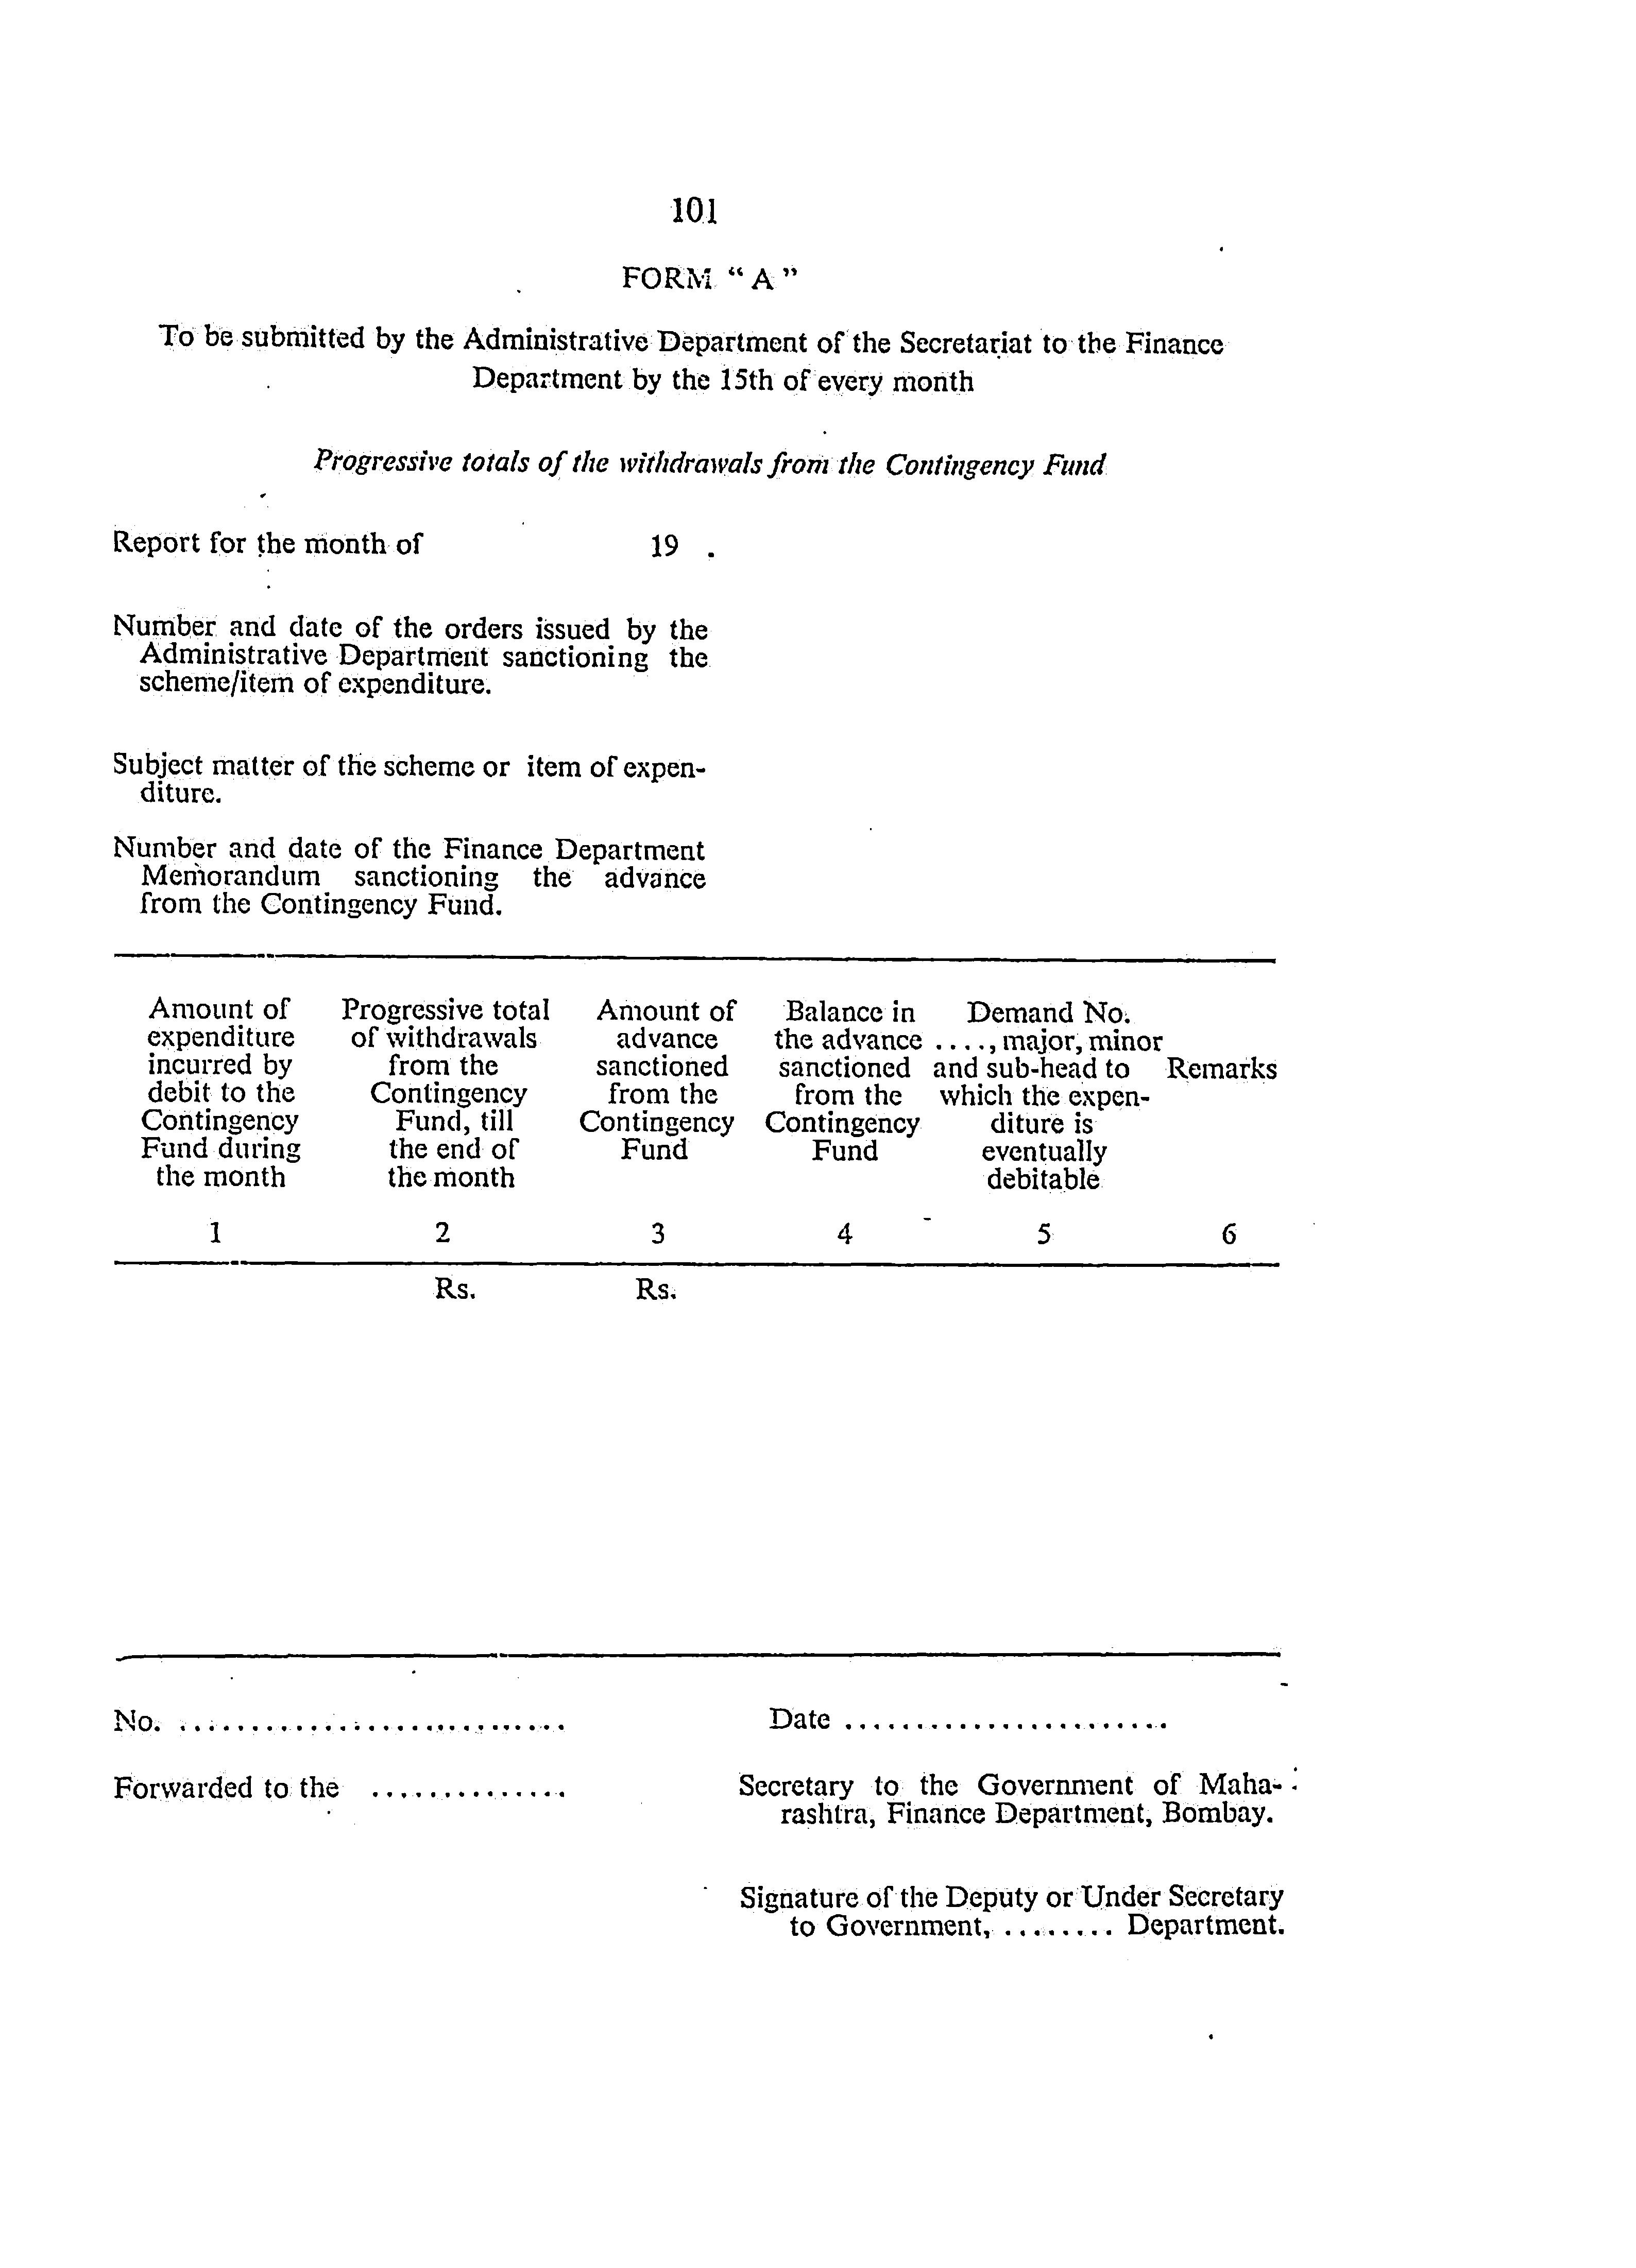 101
FORM “ A ”
To be submitted by the Administrative Department of the Secretariat to the Finance
Department by the 15th of every month
Progressive totals of the withdrawals from the Contingency Fund
Report for the month of 19 .
Number and date of the orders issued by the
Administrative Department sanctioning the
scheme/item of expenditure.
Subject matter of the scheme or item of expen-
diture.
Number and date of the Finance Department
Memorandum sanctioning the advance
from the Contingency Fund.
Amount of
expenditure
incurred by
debit to the
Contingency
Fund during
the month
Progressive total
of withdrawals
from the
Contingency
Fund, till
the end of
the month
Amount of
advance
sanctioned
from the
Contingency
Fund
Balance in
the advance
sanctioned
from the
Contingency
Fund
Demand No.
...., major, minor
and sub-head to
which the expen-
diture is
eventually
debitable
Remarks
1 2 3 4 5 6
Rs. Rs.
No. ...........................
Date .......................
Forwarded to the ..............
Secretary to the Government of Maha-
rashtra, Finance Department, Bombay.
Signature of the Deputy or Under Secretary
to Government, ........ Department.